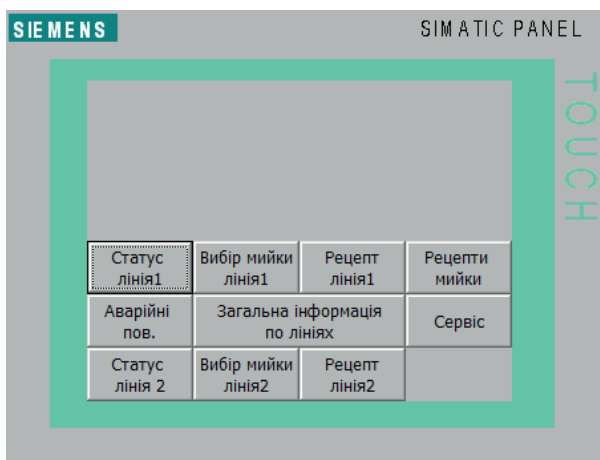 SIEMENS
SIMATIC PANEL
TOUCH
Статус
лінія1
Вибір мийки
лінія1
Рецепт
лінія1
Рецепти
мийки
Аварійні
пов.
Загальна інформація
по лініях
Сервіс
Статус
лінія 2
Вибір мийки
лінія2
Рецепт
лінія2